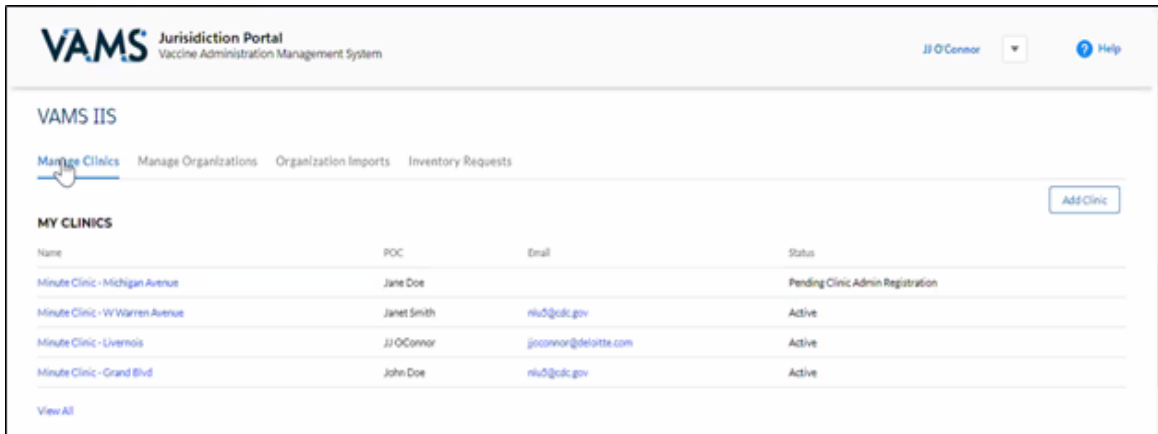 VAMS Jurisidiction Portal
Vaccine Administration Management System
JJ O'Connor
Help
VAMS IIS
Manage Clinics Manage Organizations Organization Imports Inventory Requests
Add Clinic
MY CLINICS
Name POC Email Status
Minute Clinic - Michigan Avenue Jane Doe Pending Clinic Admin Registration
Minute Clinic - W Warren Avenue Janet Smith niu5@cdc.gov Active
Minute Clinic - Livernois JJ OConnor jjoconnor@deloitte.com Active
Minute Clinic - Grand Blvd John Doe niu5@cdc.gov Active
View All